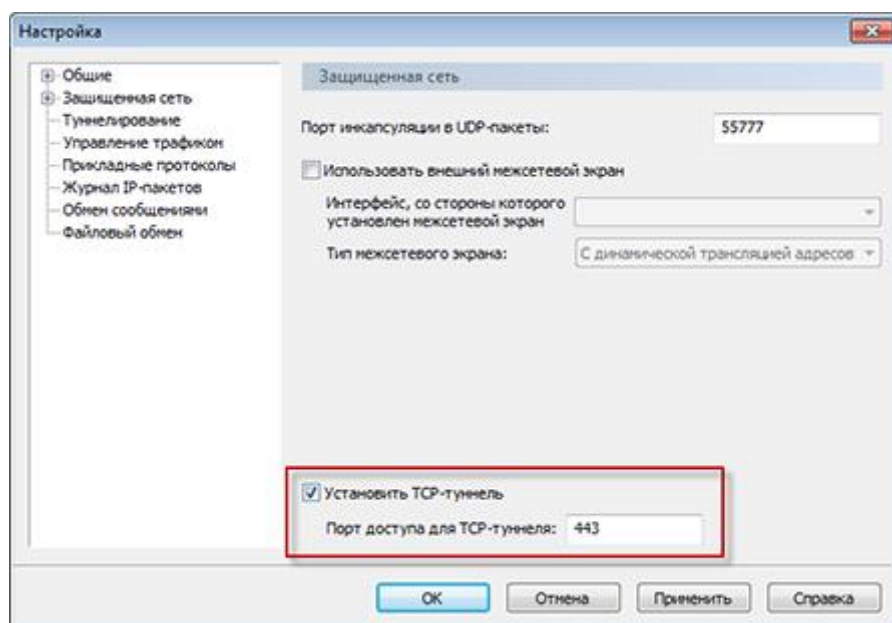 Настройка
Общие
Защищенная сеть
Туннелирование
Управление трафиком
Прикладные протоколы
Журнал IP-пакетов
Обмен сообщениями
Файловый обмен
Защищенная сеть
Порт инкапсуляции в UDP-пакеты: 55777
Использовать внешний межсетевой экран
Интерфейс, со стороны которого
установлен межсетевой экран
Тип межсетевого экрана: С динамической трансляцией адресов
Установить TCP-туннель
Порт доступа для TCP-туннеля: 443
ОК Отмена Применить Справка